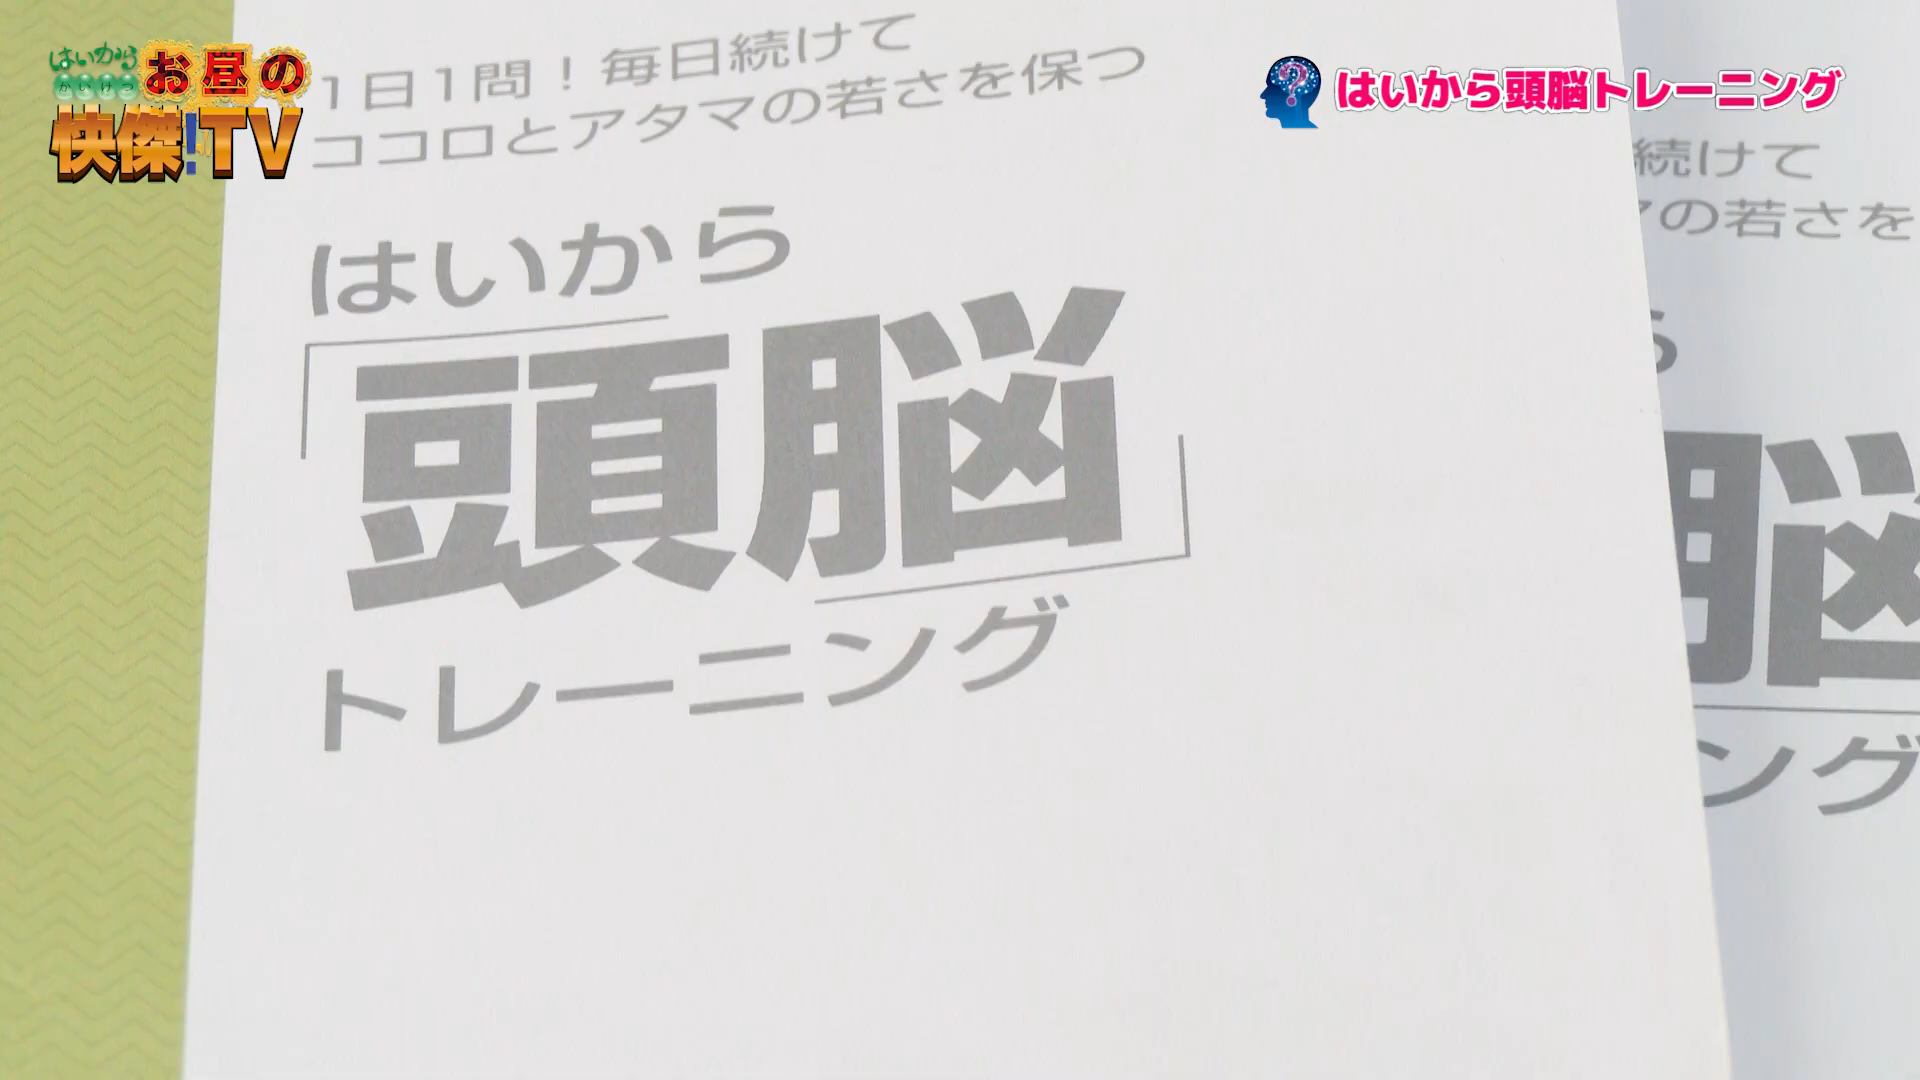 はいから
かいけつ
お昼の
快傑!TV
はいから頭脳トレーニング
1日1問！毎日続けて
ココロとアタマの若さを保つ
はいから
「頭脳」
トレーニング
続けて
の若さを
ら
脳
ング